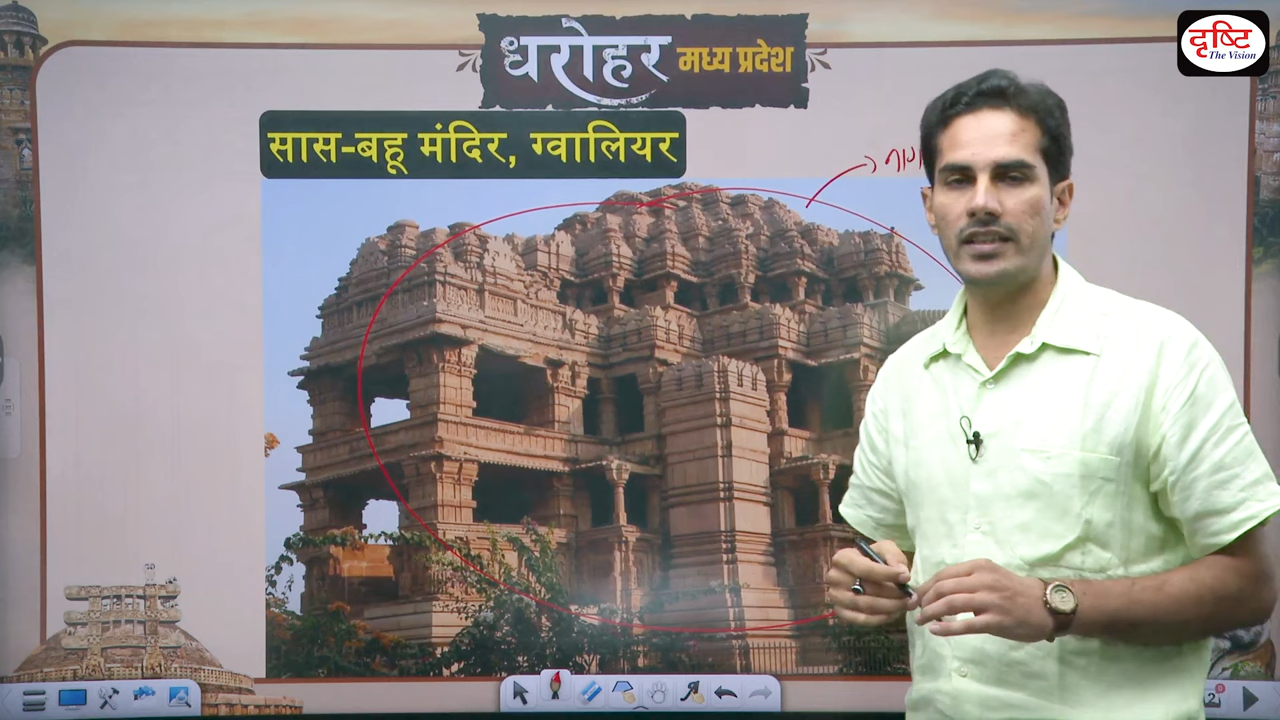 धरोहर मध्य प्रदेश
दृष्टि
The Vision
सास-बहू मंदिर, ग्वालियर